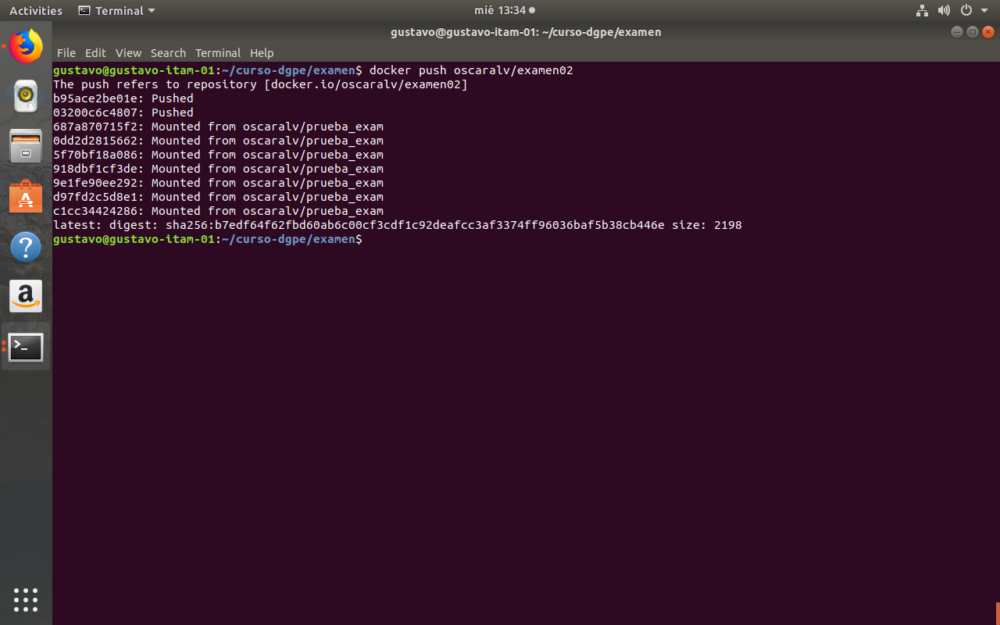 Activities Terminal mié 13:34
gustavo@gustavo-itam-01: ~/curso-dgpe/examen
File Edit View Search Terminal Help
gustavo@gustavo-itam-01:~/curso-dgpe/examen$ docker push oscaralv/examen02
The push refers to repository [docker.io/oscaralv/examen02]
b95ace2be01e: Pushed
03200c6c4807: Pushed
687a870715f2: Mounted from oscaralv/prueba_exam
0dd2d2815662: Mounted from oscaralv/prueba_exam
5f70bf18a086: Mounted from oscaralv/prueba_exam
918dbf1cf3de: Mounted from oscaralv/prueba_exam
9e1fe90ee292: Mounted from oscaralv/prueba_exam
d97fd2c5d8e1: Mounted from oscaralv/prueba_exam
c1cc34424286: Mounted from oscaralv/prueba_exam
latest: digest: sha256:b7edf64f62fbd60ab6c00cf3cdf1c92deafcc3af3374ff96036baf5b38cb446e size: 2198
gustavo@gustavo-itam-01:~/curso-dgpe/examen$